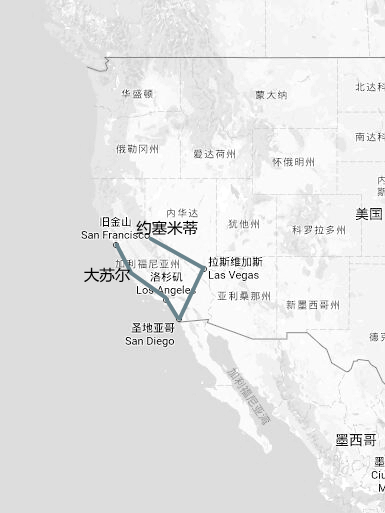 华盛顿
蒙大纳
北达科
俄勒冈州
爱达荷州
南达科
怀俄明州
内
美国
旧金山
San Francisco
约塞米蒂
内华达
犹他州
科罗拉多州
大苏尔
加利福尼亚州
洛杉矶
Los Angeles
拉斯维加斯
Las Vegas
亚利桑那州
新墨西哥州
圣地亚哥
San Diego
德克
加利福尼亚湾
墨西哥
墨
Ciu
M